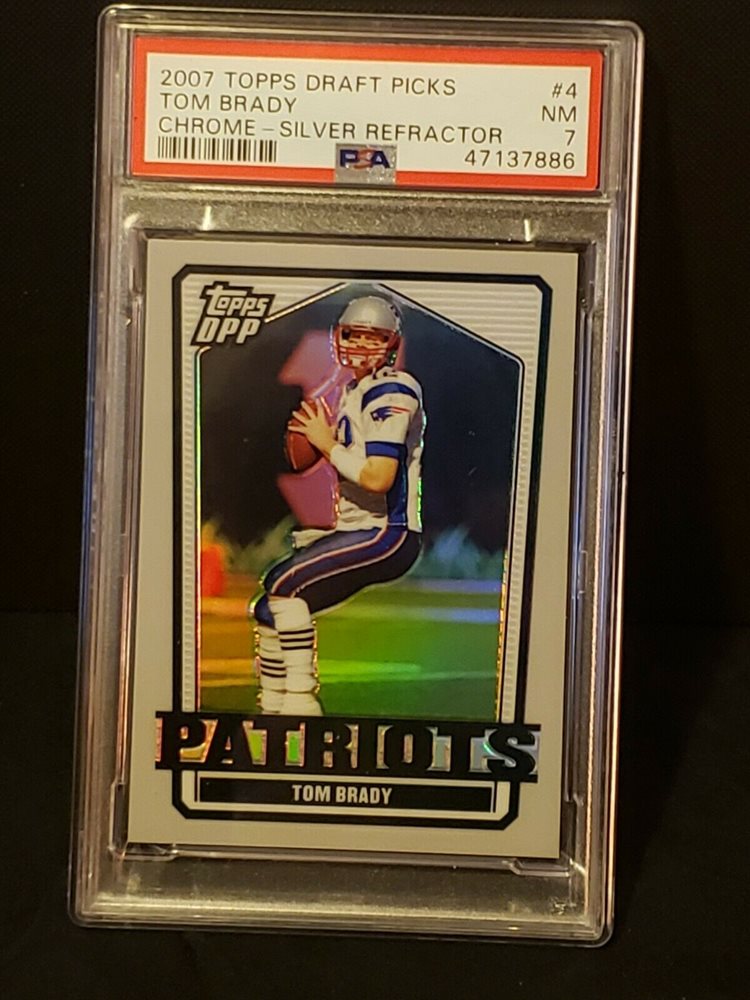 2007 TOPPS DRAFT PICKS #4
TOM BRADY NM
CHROME-SILVER REFRACTOR 7
PSA 47137886
Topps
DPP
PATRIOTS
TOM BRADY